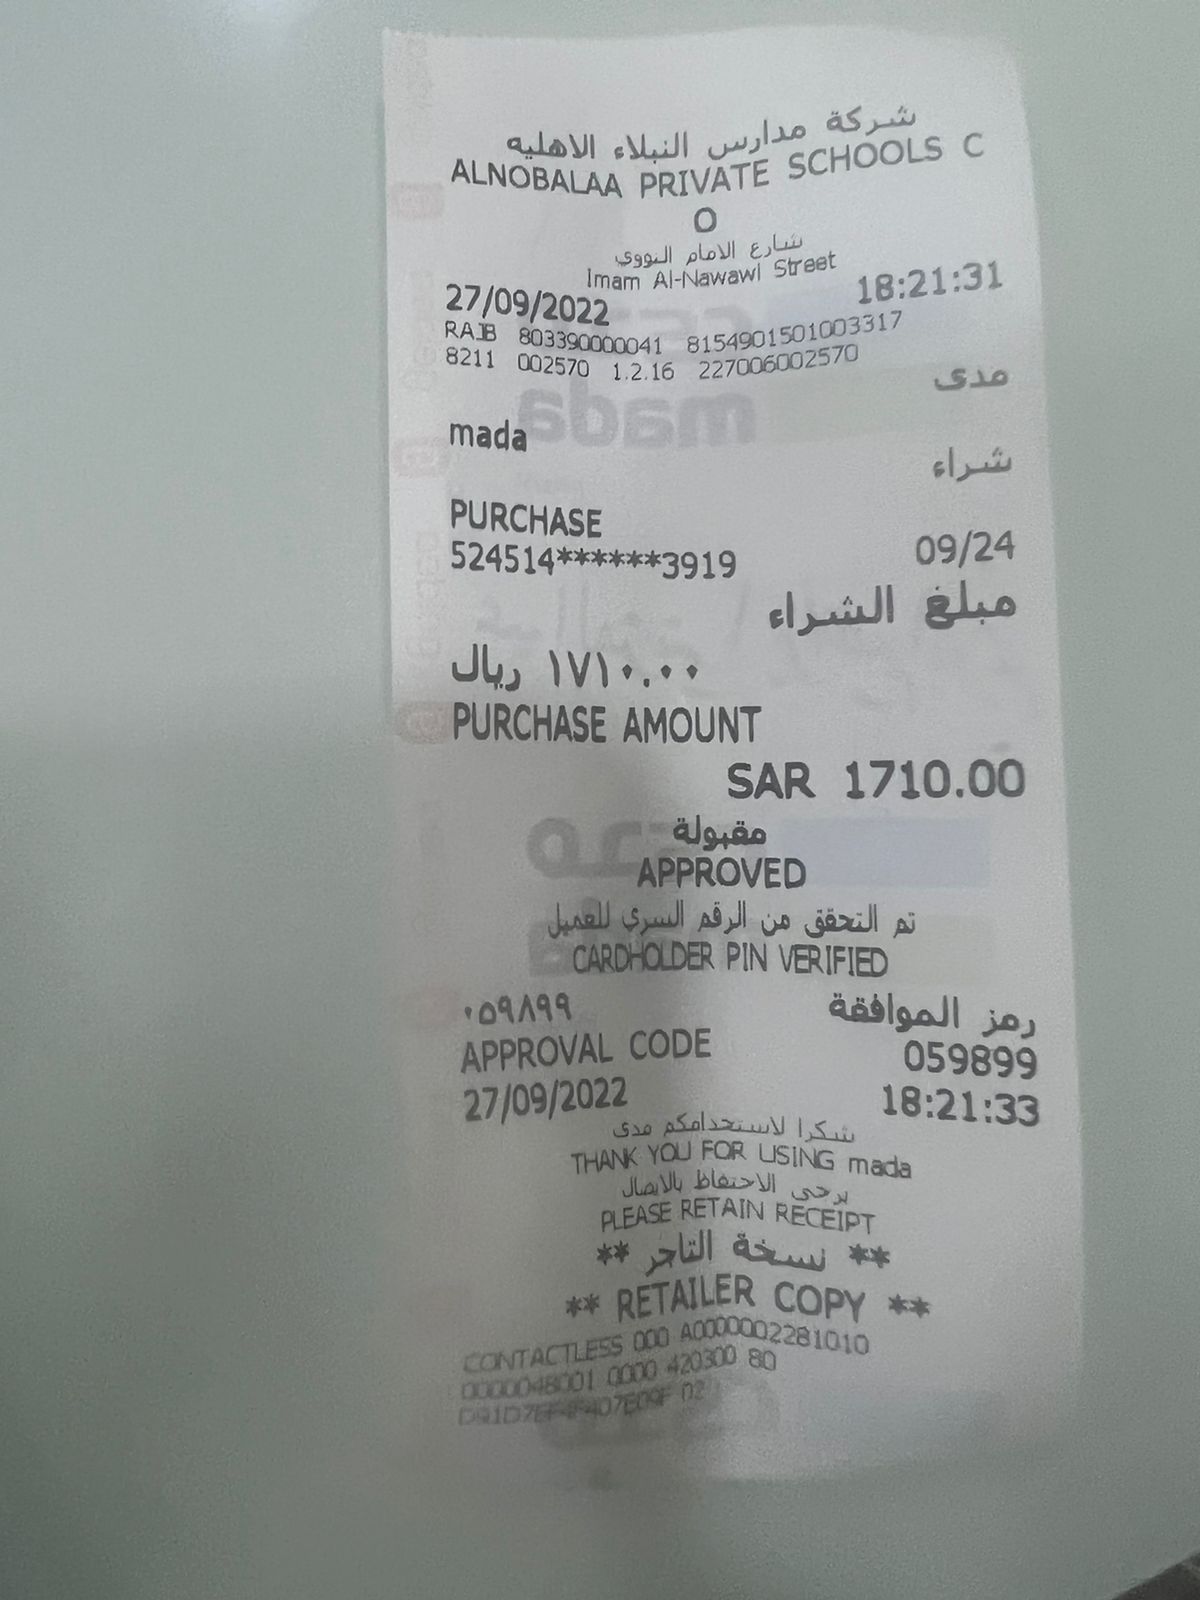 شركة مدارس النبلاء الاهليه
ALNOBALAA PRIVATE SCHOOLS C
O
شارع الامام النووي
Imam Al-Nawawi Street
27/09/2022 18:21:31
RAJB 803390000041 8154901501003317
8211 002570 1.2.16 227006002570
مدى
mada
شراء
PURCHASE
524514******3919 09/24
مبلغ الشراء
١٧١٠.٠٠ ريال
PURCHASE AMOUNT
SAR 1710.00
مقبولة
APPROVED
تم التحقق من الرقم السري للعميل
CARDHOLDER PIN VERIFIED
رمز الموافقة ٠٥٩٨٩٩
APPROVAL CODE 059899
27/09/2022 18:21:33
شكرا لاستخدامكم مدى
THANK YOU FOR USING mada
يرجى الاحتفاظ بالايصال
PLEASE RETAIN RECEIPT
** نسخة التاجر **
** RETAILER COPY **
CONTACTLESS 000 A0000002281010
0000048001 0000 420300 80
02